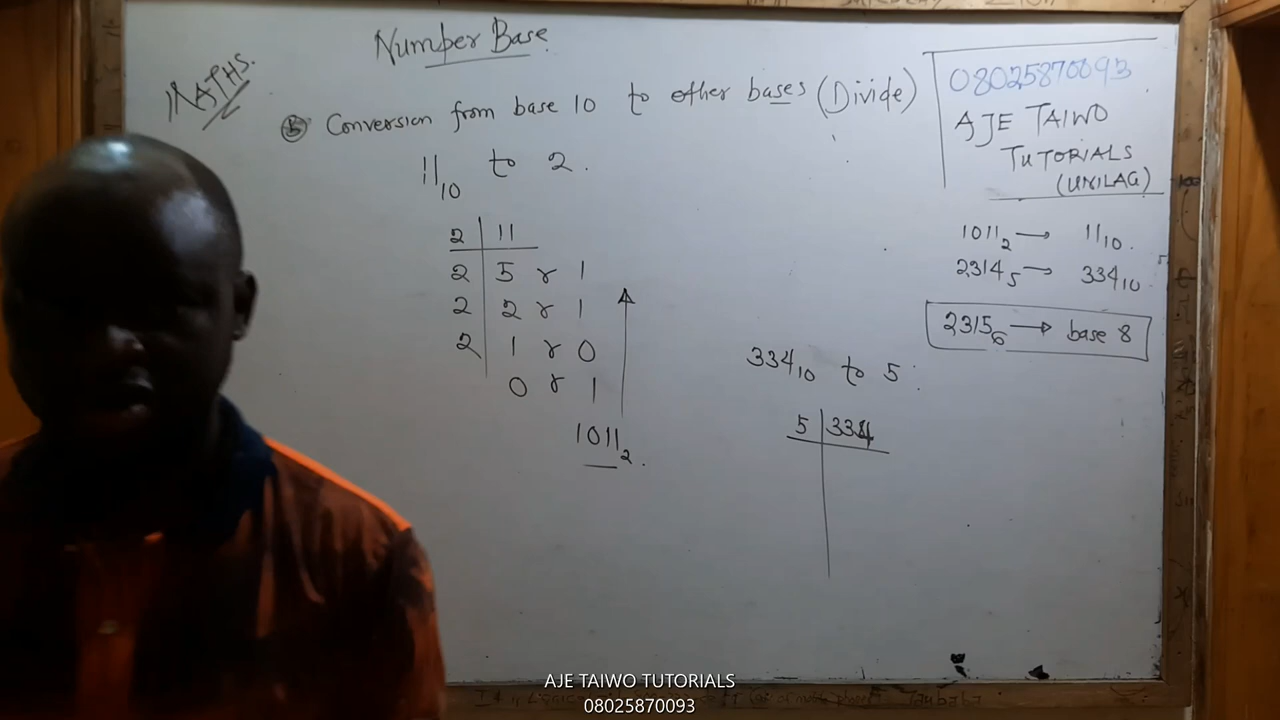 Number Base
MATHS.
(b) Conversion from base 10 to other bases (Divide)
11₁₀ to 2.
2 | 11
2 | 5 r 1
2 | 2 r 1
2 | 1 r 0
0 r 1
1011₂.
334₁₀ to 5.
5 | 334
08025870093
AJE TAIWO
TUTORIALS
(UNILAG)
1011₂ → 11₁₀.
2314₅ → 334₁₀
2315₆ → base 8
AJE TAIWO TUTORIALS
08025870093